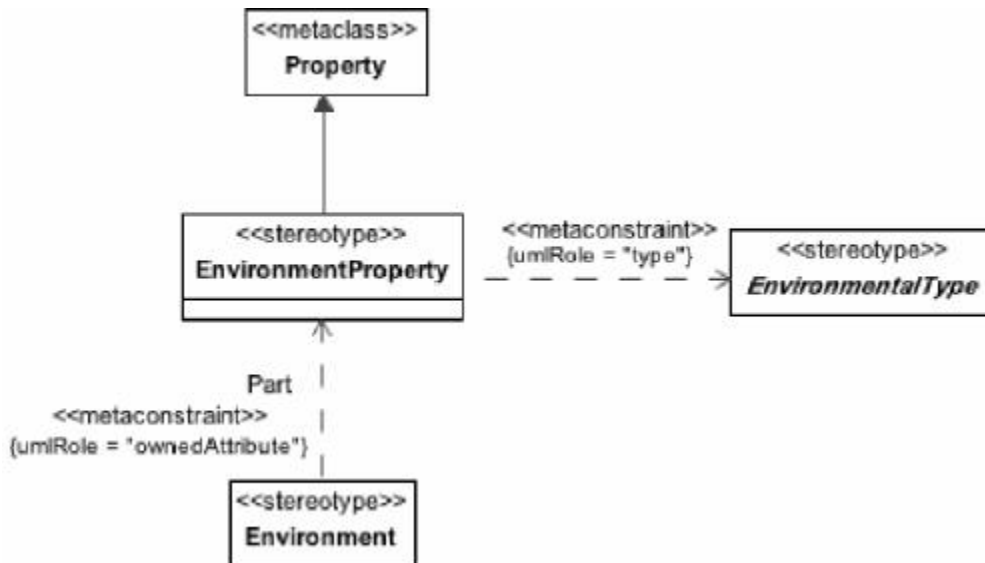 <<metaclass>>
Property
<<stereotype>>
EnvironmentProperty
<<metaconstraint>>
{umlRole = "type"}
<<stereotype>>
EnvironmentalType
Part
<<metaconstraint>>
{umlRole = "ownedAttribute"}
<<stereotype>>
Environment